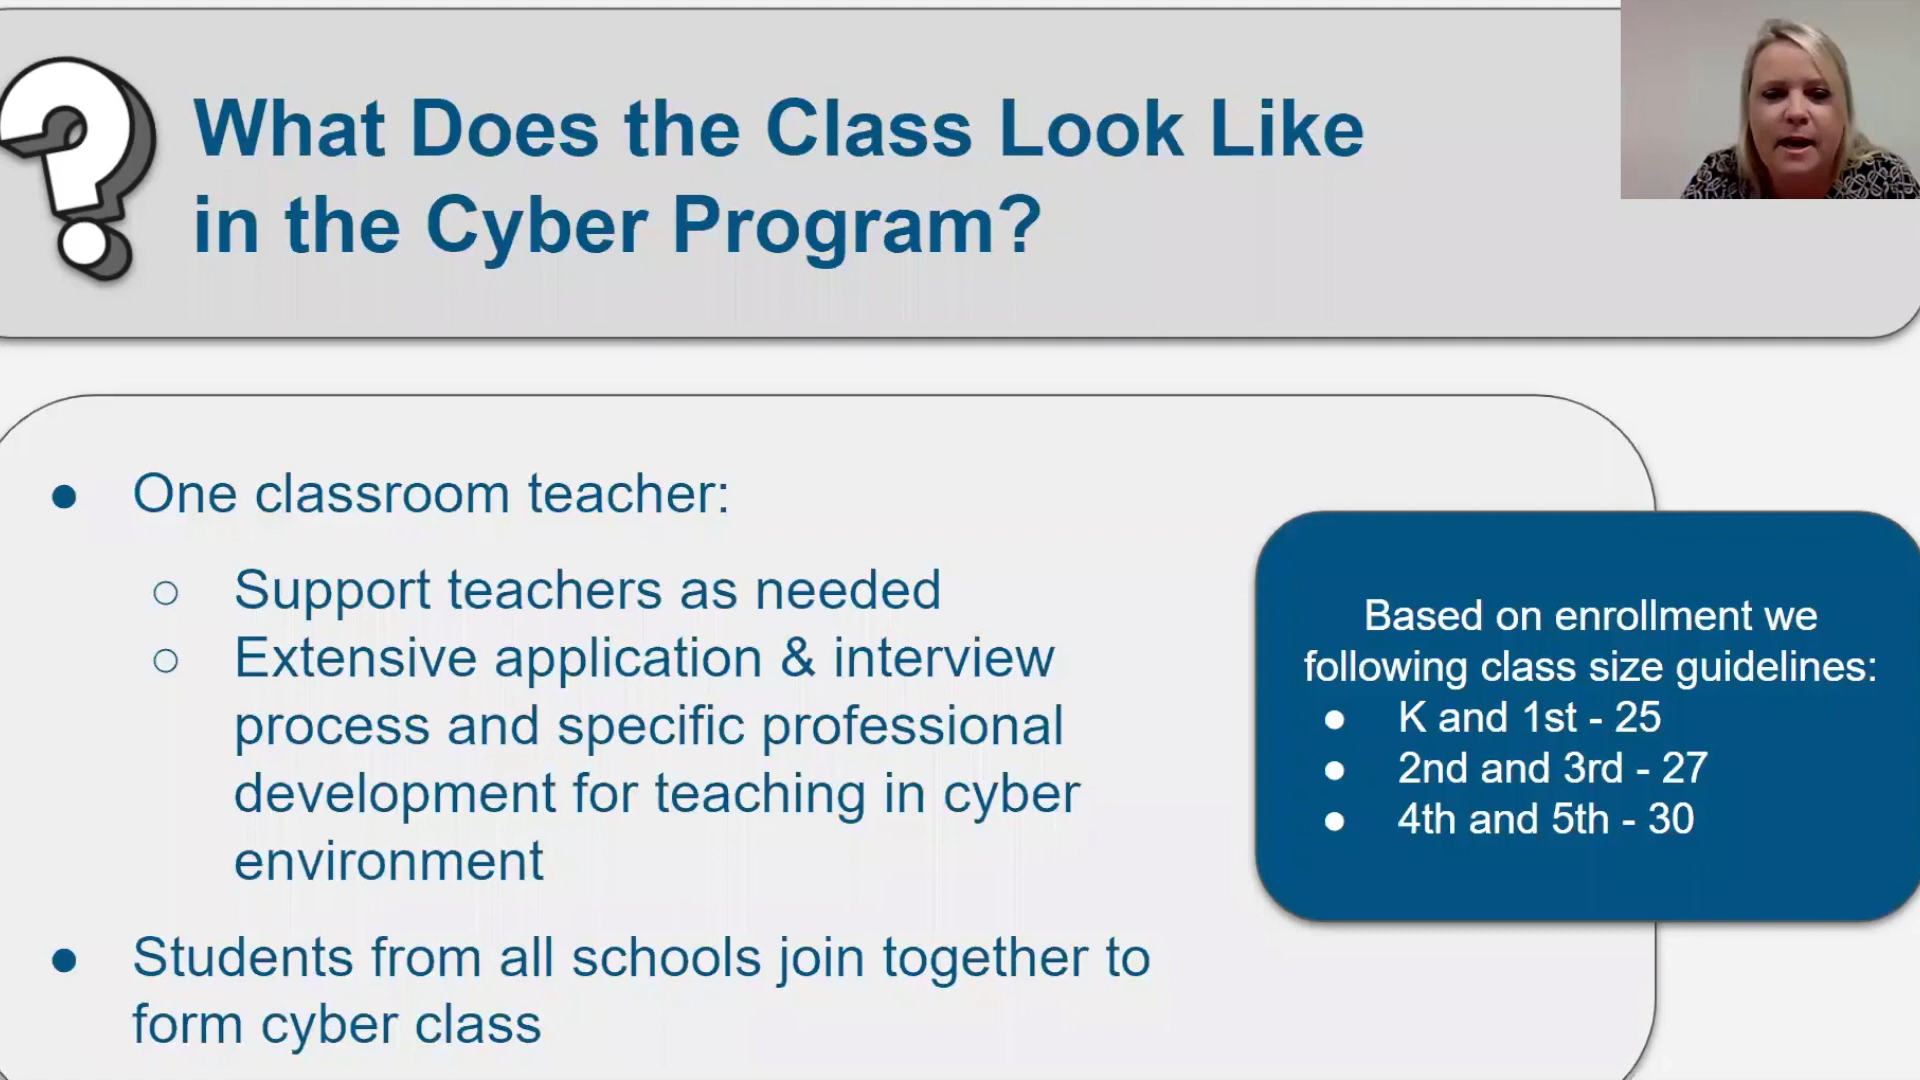 What Does the Class Look Like
in the Cyber Program?
● One classroom teacher:
○ Support teachers as needed
○ Extensive application & interview
process and specific professional
development for teaching in cyber
environment
● Students from all schools join together to
form cyber class
Based on enrollment we
following class size guidelines:
● K and 1st - 25
● 2nd and 3rd - 27
● 4th and 5th - 30